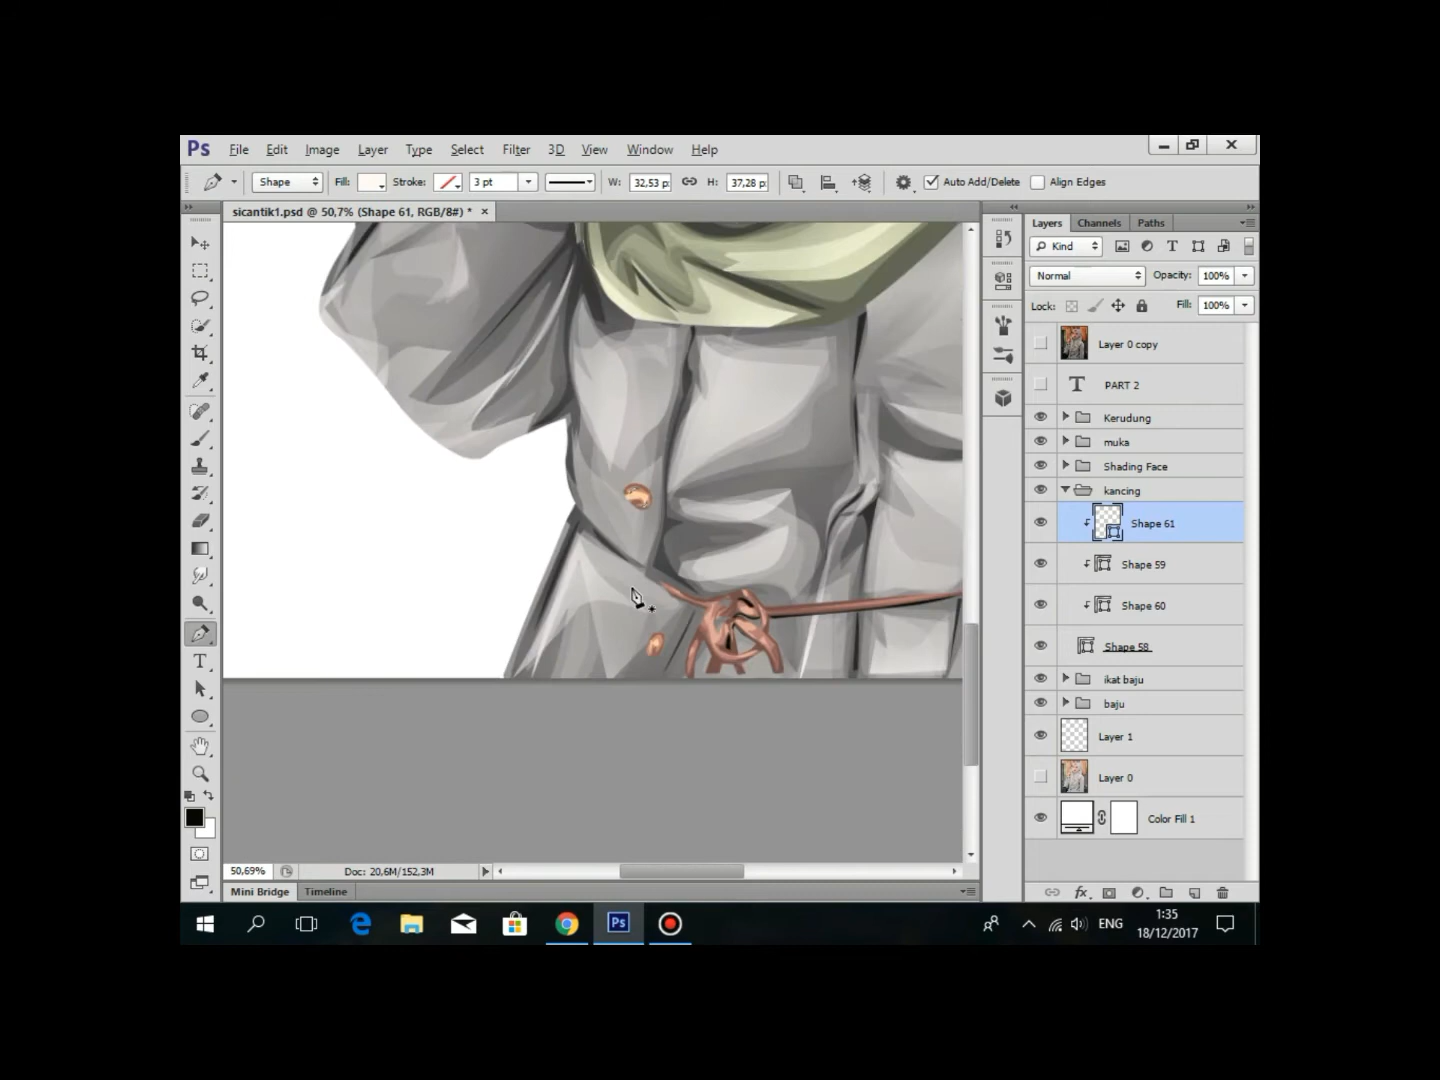 Ps File Edit Image Layer Type Select Filter 3D View Window Help
Shape Fill: Stroke: 3 pt W: 32,53 p: H: 37,28 p: Auto Add/Delete Align Edges
sicantik1.psd @ 50,7% (Shape 61, RGB/8#) * ×
Layers Channels Paths
Kind T
Normal Opacity: 100%
Lock: Fill: 100%
Layer 0 copy
T PART 2
Kerudung
muka
Shading Face
kancing
Shape 61
Shape 59
Shape 60
Shape 58
ikat baju
baju
Layer 1
Layer 0
Color Fill 1
T
50,69% Doc: 20,6M/152,3M
fx
Mini Bridge Timeline
Ps ENG 1:35
18/12/2017